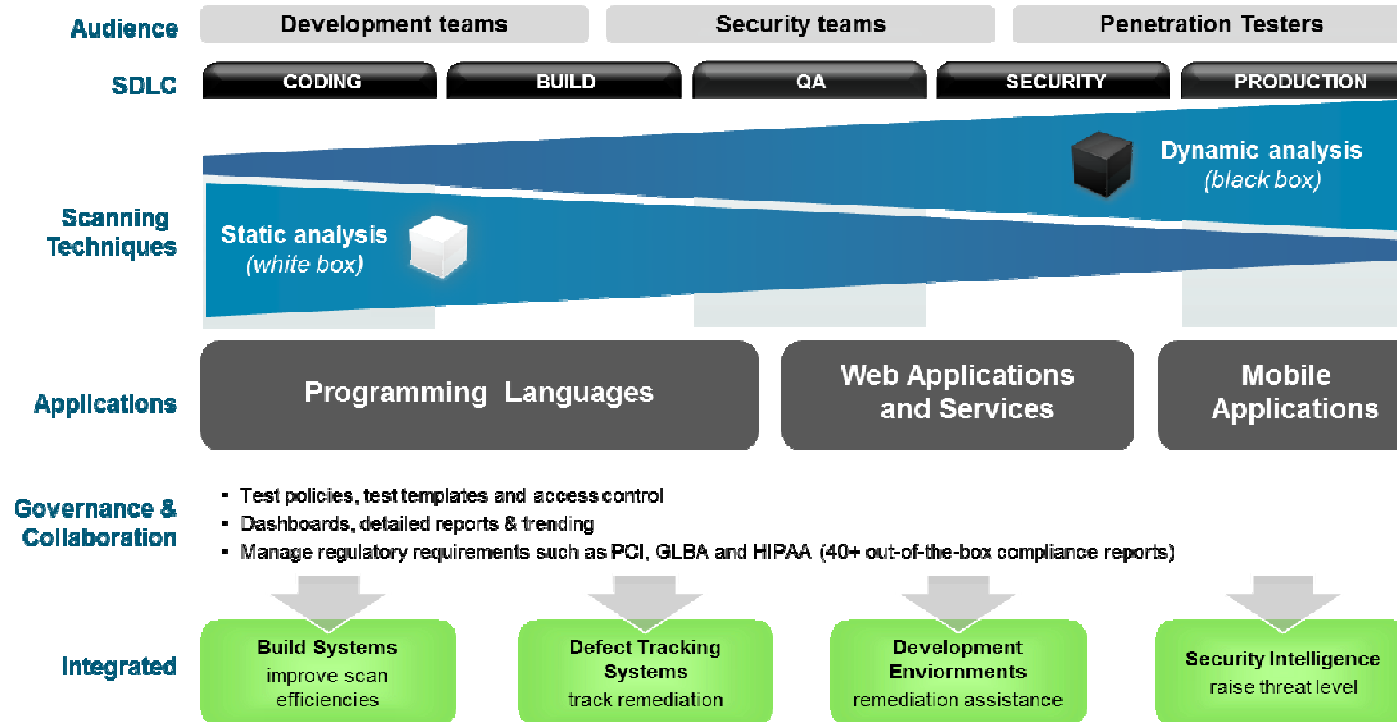 Audience
Development teams
Security teams
Penetration Testers
SDLC
CODING
BUILD
QA
SECURITY
PRODUCTION
Scanning
Techniques
Dynamic analysis
(black box)
Static analysis
(white box)
Applications
Programming Languages
Web Applications
and Services
Mobile
Applications
Governance &
Collaboration
▪ Test policies, test templates and access control
▪ Dashboards, detailed reports & trending
▪ Manage regulatory requirements such as PCI, GLBA and HIPAA (40+ out-of-the-box compliance reports)
Integrated
Build Systems
improve scan
efficiencies
Defect Tracking
Systems
track remediation
Development
Enviornments
remediation assistance
Security Intelligence
raise threat level